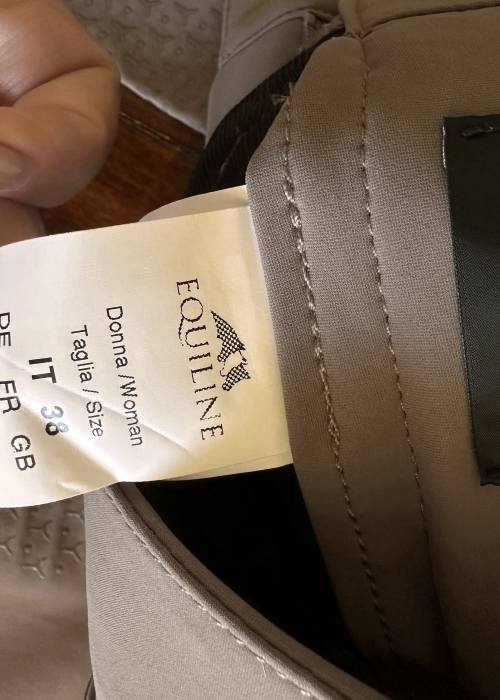 EQUILINE
Donna /Woman
Taglia / Size
IT 38
DE FR GB